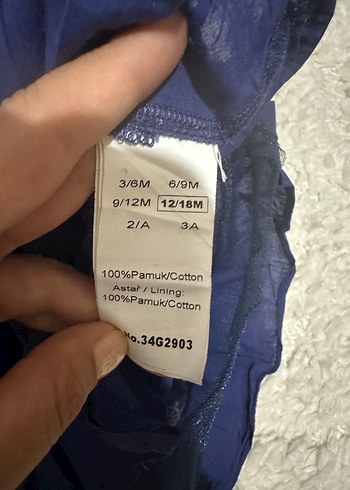 3/6M 6/9M
9/12M 12/18M
2/A 3A
100%Pamuk/Cotton
Astar / Lining:
100%Pamuk/Cotton
No.34G2903